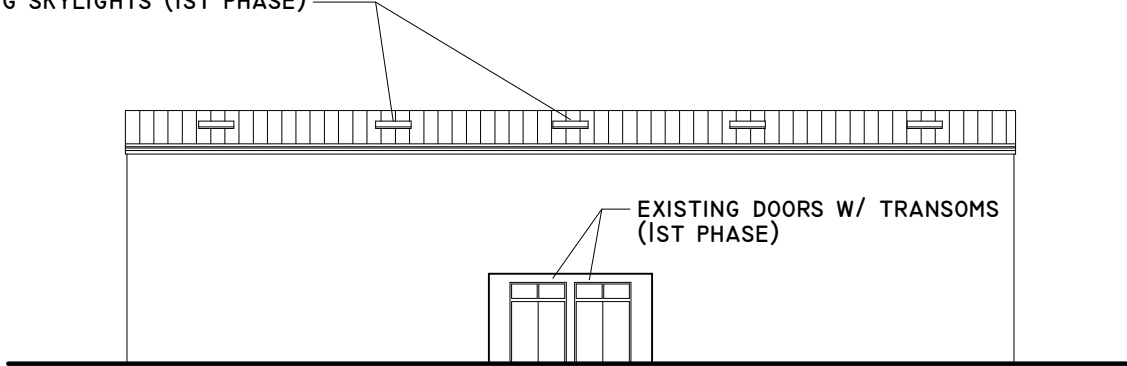 G SKYLIGHTS (1ST PHASE)
EXISTING DOORS W/ TRANSOMS
(1ST PHASE)